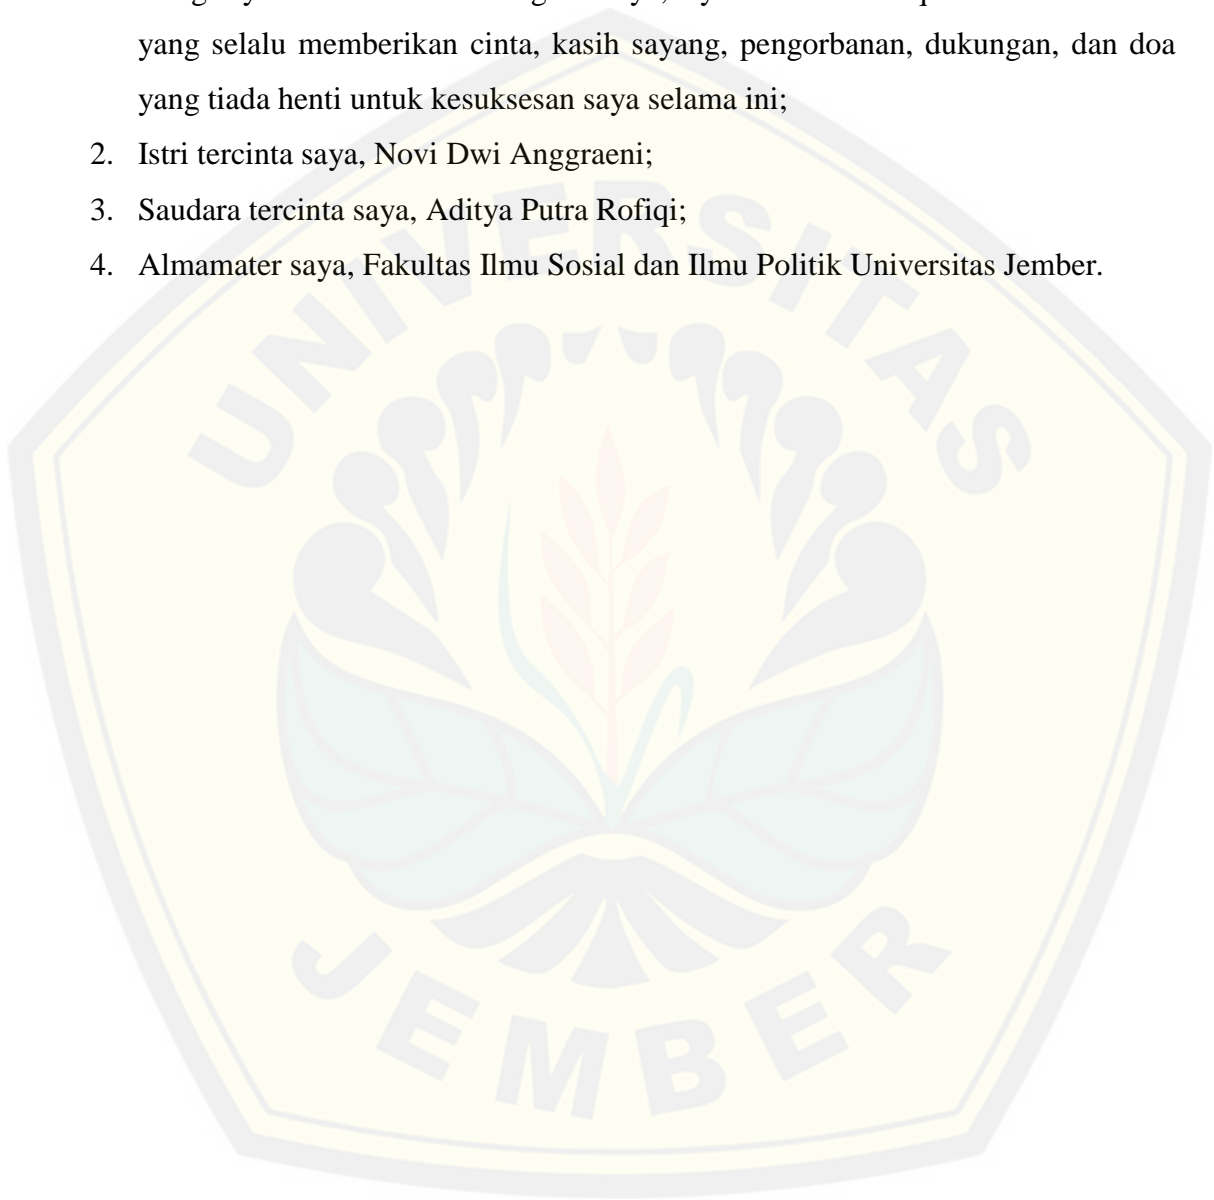 yang selalu memberikan cinta, kasih sayang, pengorbanan, dukungan, dan doa
yang tiada henti untuk kesuksesan saya selama ini;
2. Istri tercinta saya, Novi Dwi Anggraeni;
3. Saudara tercinta saya, Aditya Putra Rofiqi;
4. Almamater saya, Fakultas Ilmu Sosial dan Ilmu Politik Universitas Jember.
UNIVERSITAS
JEMBER